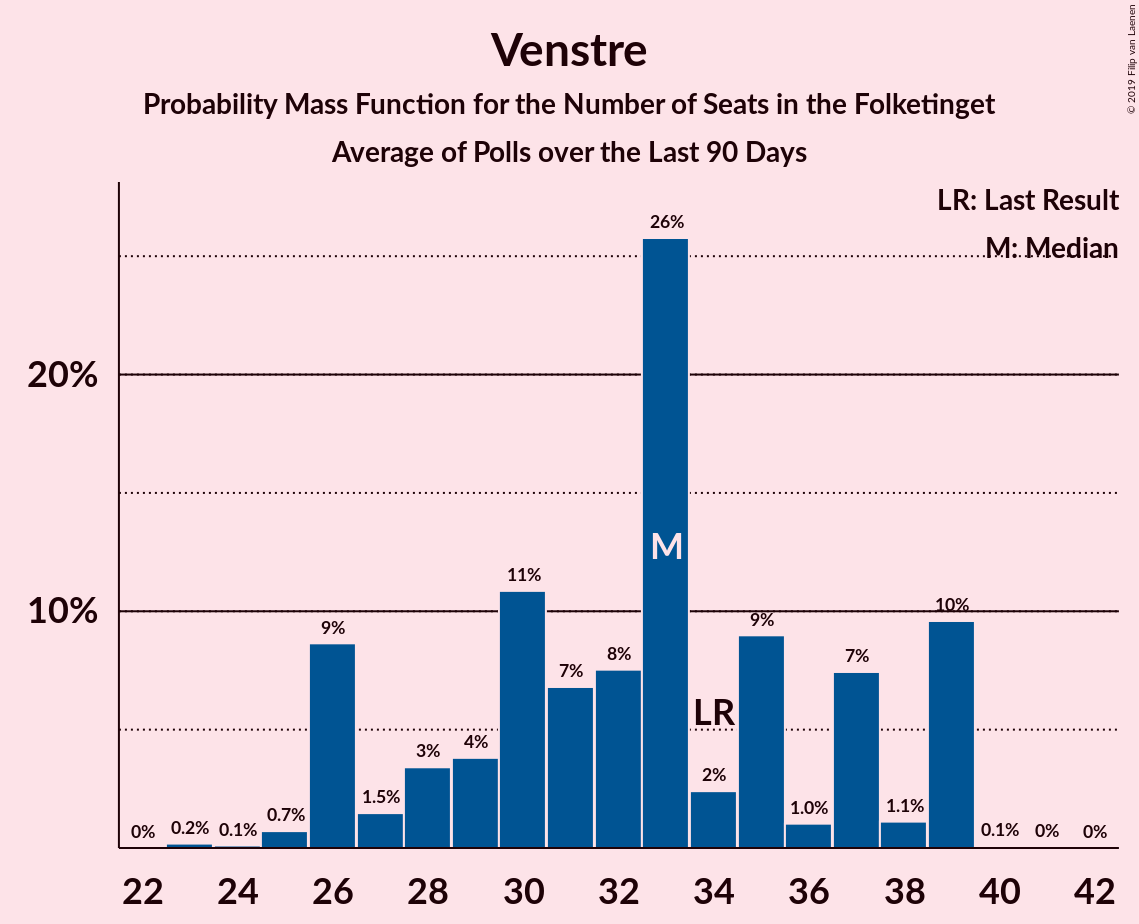 Venstre
Probability Mass Function for the Number of Seats in the Folketinget
Average of Polls over the Last 90 Days
© 2019 Filip van Laenen
LR: Last Result
M: Median
20%
10%
0%
0.2%
0.1%
0.7%
9%
1.5%
3%
4%
11%
7%
8%
26%
M
LR
2%
9%
1.0%
7%
1.1%
10%
0.1%
0%
0%
22 24 26 28 30 32 34 36 38 40 42